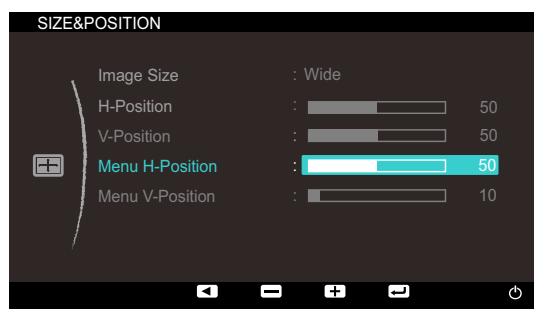 SIZE&POSITION
Image Size : Wide
H-Position : 50
V-Position : 50
Menu H-Position : 50
Menu V-Position : 10